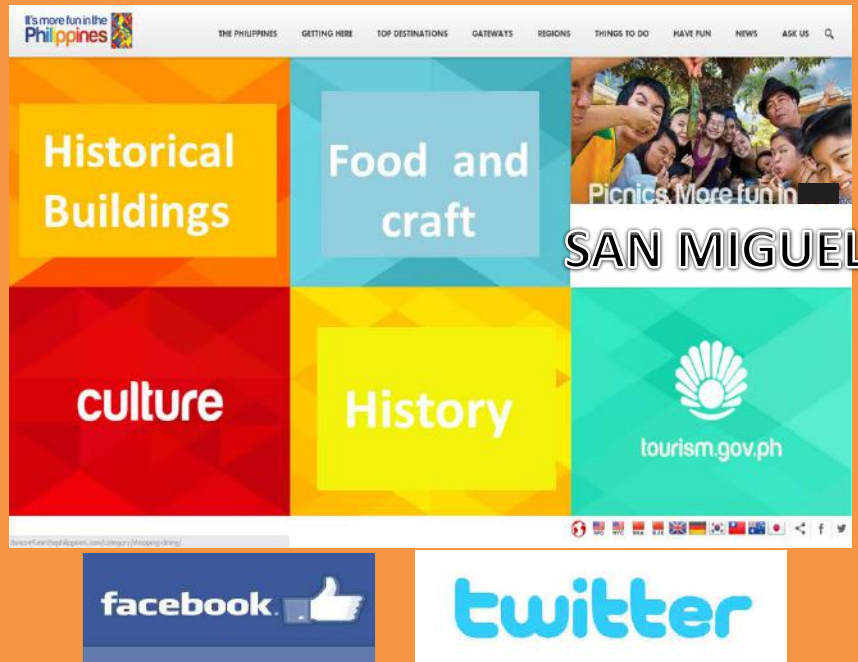 It's more fun in the
Philippines
THE PHILIPPINES GETTING HERE TOP DESTINATIONS GATEWAYS REGIONS THINGS TO DO HAVE FUN NEWS ASK US
Historical
Buildings
Food and
craft
Picnics. More fun in
SAN MIGUEL
culture
History
tourism.gov.ph
facebook.
twitter